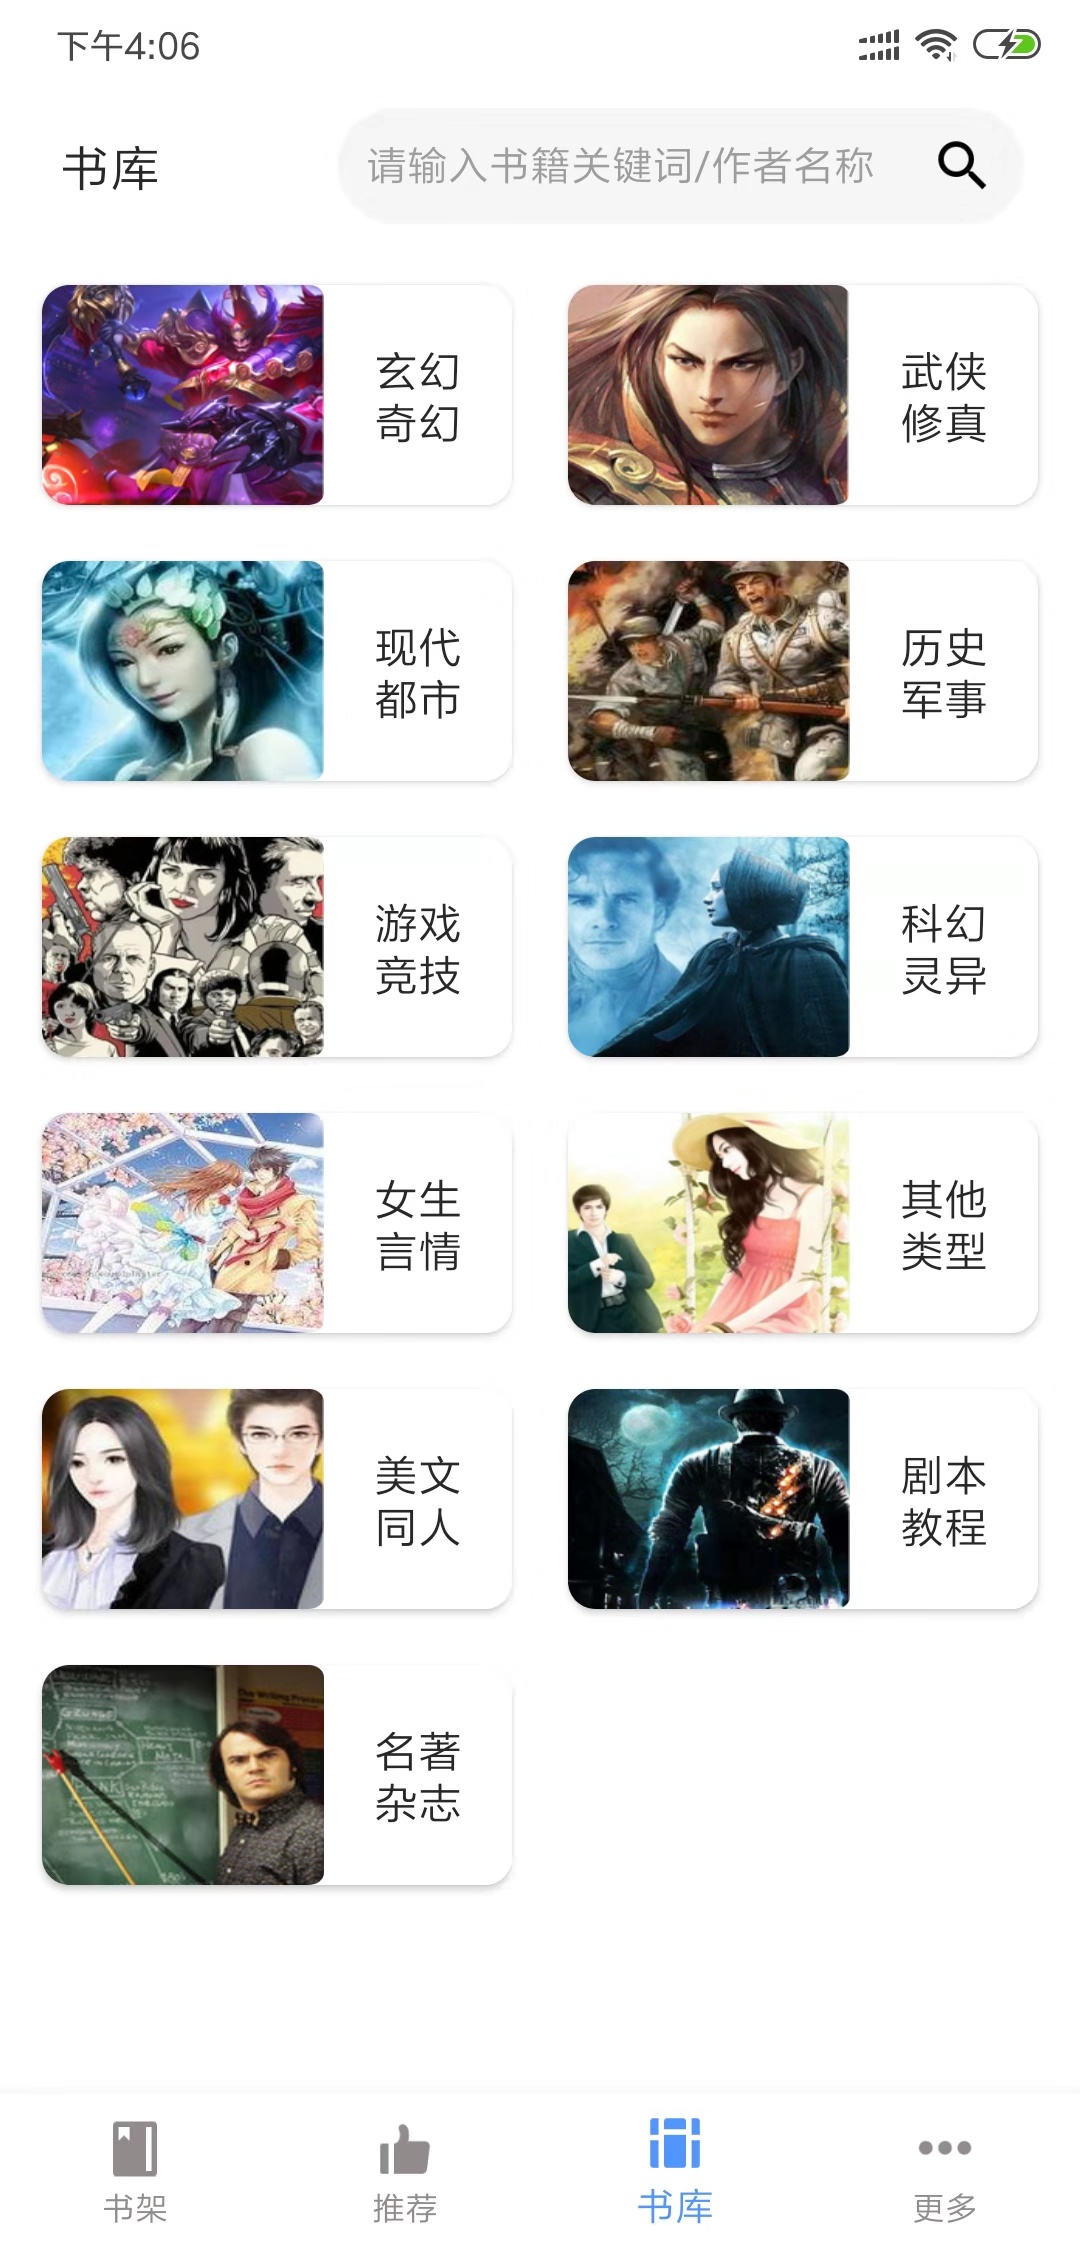 下午4:06
书库
请输入书籍关键词/作者名称
玄幻
奇幻
武侠
修真
现代
都市
历史
军事
游戏
竞技
科幻
灵异
女生
言情
其他
类型
美文
同人
剧本
教程
名著
杂志
书架
推荐
书库
更多